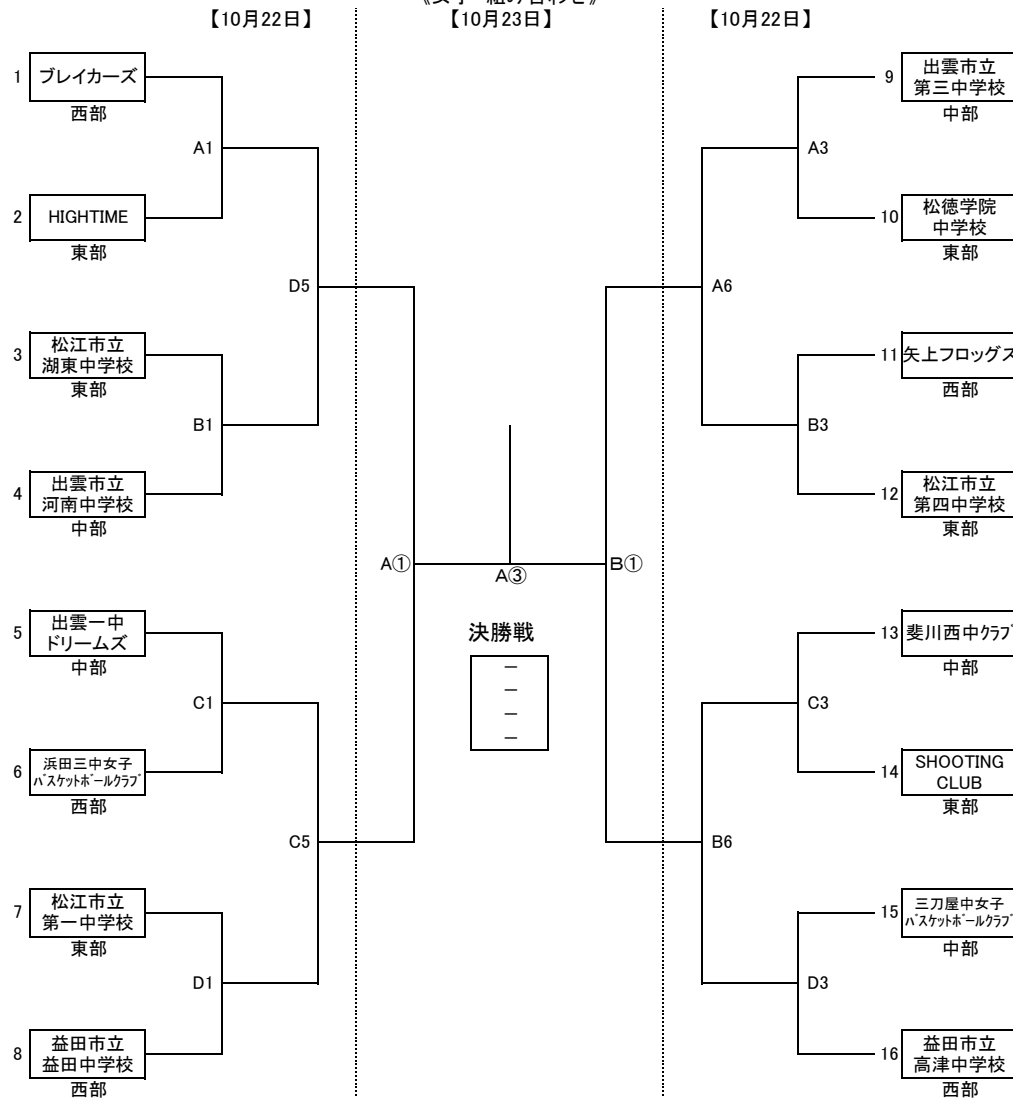 【10月22日】
【10月23日】
【10月22日】
1
ブレイカーズ
西部
A1
2
HIGHTIME
東部
D5
3
松江市立
湖東中学校
東部
B1
4
出雲市立
河南中学校
中部
A①
5
出雲一中
ドリームズ
中部
C1
6
浜田三中女子
ﾊﾞｽｹｯﾄﾎﾞｰﾙｸﾗﾌﾞ
西部
C5
7
松江市立
第一中学校
東部
D1
8
益田市立
益田中学校
西部
A③
決勝戦
－
－
－
－
9
出雲市立
第三中学校
中部
A3
10
松徳学院
中学校
東部
A6
11
矢上フロッグズ
西部
B3
12
松江市立
第四中学校
東部
B①
13
斐川西中ｸﾗﾌﾞ
中部
C3
14
SHOOTING
CLUB
東部
B6
15
三刀屋中女子
ﾊﾞｽｹｯﾄﾎﾞｰﾙｸﾗﾌﾞ
中部
D3
16
益田市立
高津中学校
西部